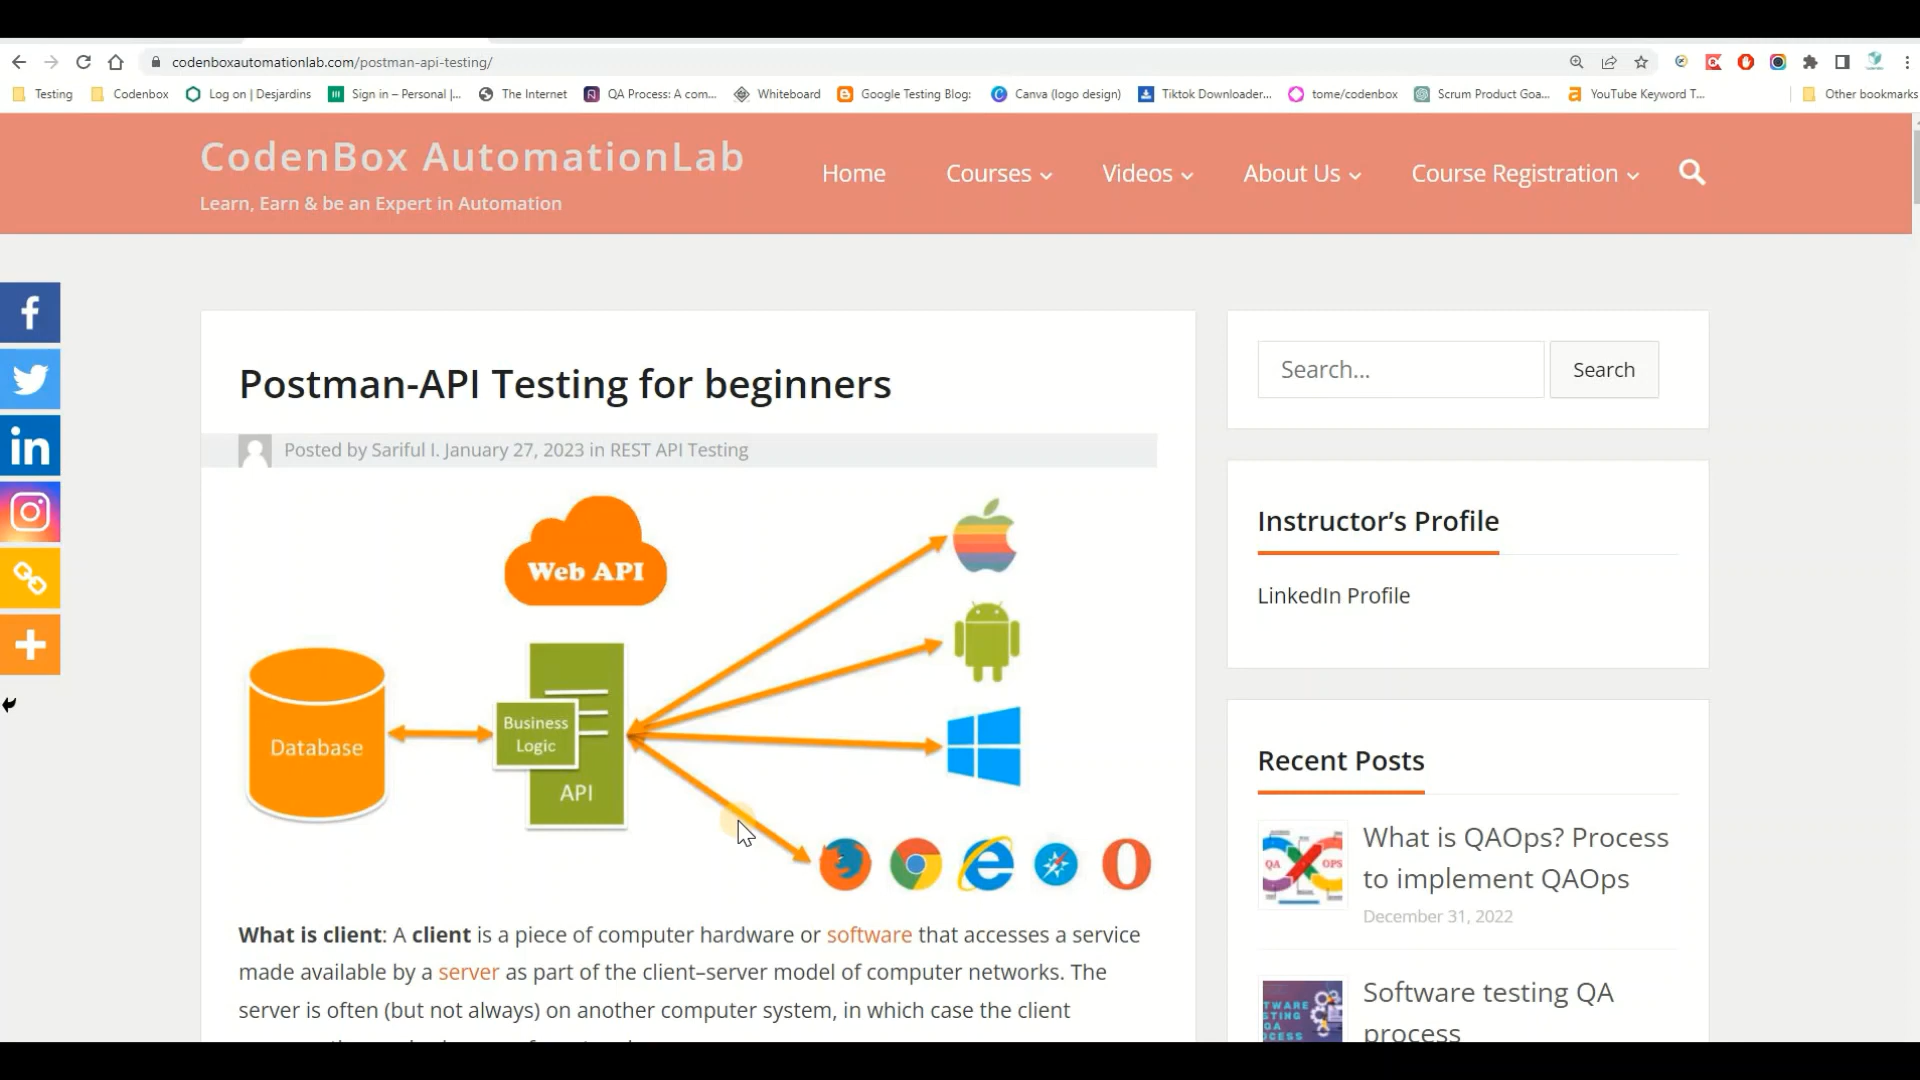 codenboxautomationlab.com/postman-api-testing/
Testing
Codenbox
Log on | Desjardins
Sign in – Personal |...
The Internet
QA Process: A com...
Whiteboard
Google Testing Blog:
Canva (logo design)
Tiktok Downloader...
tome/codenbox
Scrum Product Goa...
YouTube Keyword T...
Other bookmarks
CodenBox AutomationLab
Learn, Earn & be an Expert in Automation
Home
Courses
Videos
About Us
Course Registration
Postman-API Testing for beginners
Posted by Sariful I. January 27, 2023 in REST API Testing
Web API
Database
Business
Logic
API
What is client: A client is a piece of computer hardware or software that accesses a service
made available by a server as part of the client–server model of computer networks. The
server is often (but not always) on another computer system, in which case the client
Search...
Search
Instructor's Profile
LinkedIn Profile
Recent Posts
QA
OPS
What is QAOps? Process
to implement QAOps
December 31, 2022
Software testing QA
process